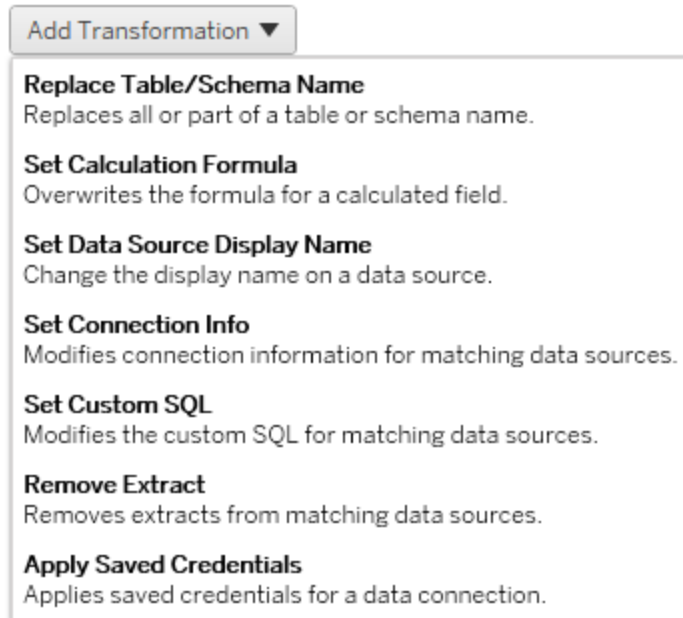 Add Transformation ▼
Replace Table/Schema Name
Replaces all or part of a table or schema name.
Set Calculation Formula
Overwrites the formula for a calculated field.
Set Data Source Display Name
Change the display name on a data source.
Set Connection Info
Modifies connection information for matching data sources.
Set Custom SQL
Modifies the custom SQL for matching data sources.
Remove Extract
Removes extracts from matching data sources.
Apply Saved Credentials
Applies saved credentials for a data connection.